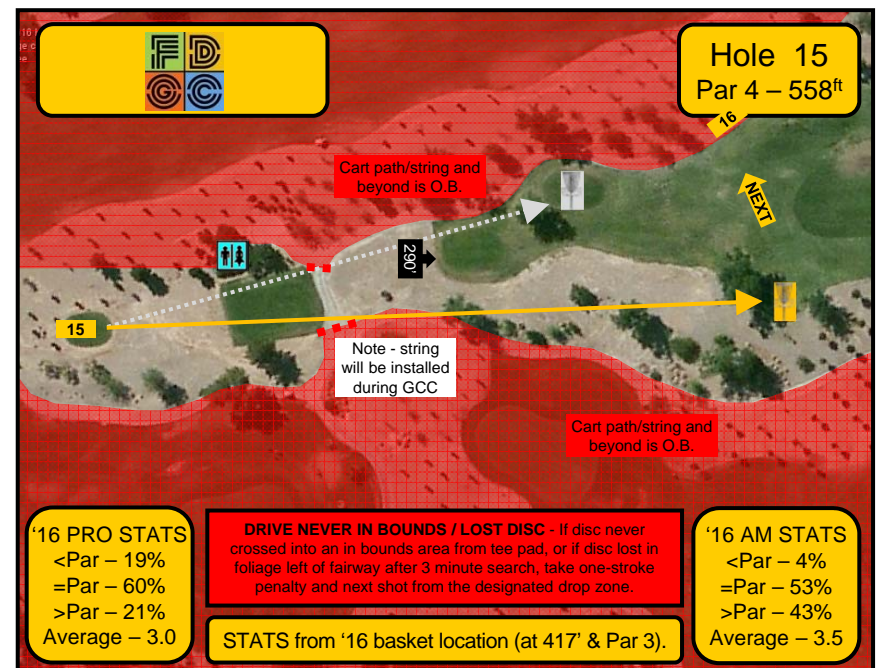 FD
GC
Hole 15
Par 4 – 558ft
16
Cart path/string and
beyond is O.B.
NEXT
290'
15
Note - string
will be installed
during GCC
Cart path/string and
beyond is O.B.
‘16 PRO STATS
<Par – 19%
=Par – 60%
>Par – 21%
Average – 3.0
DRIVE NEVER IN BOUNDS / LOST DISC - If disc never
crossed into an in bounds area from tee pad, or if disc lost in
foliage left of fairway after 3 minute search, take one-stroke
penalty and next shot from the designated drop zone.
STATS from ‘16 basket location (at 417’ & Par 3).
‘16 AM STATS
<Par – 4%
=Par – 53%
>Par – 43%
Average – 3.5